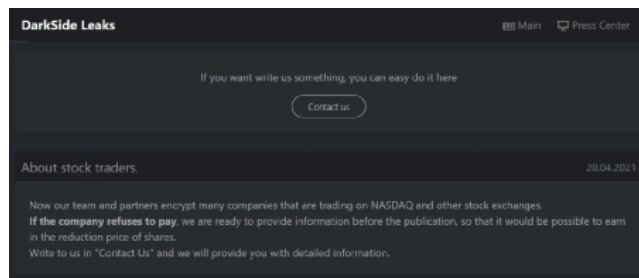 DarkSide Leaks
Main
Press Center
If you want write us something, you can easy do it here
Contact us
About stock traders.
20.04.2021
Now our team and partners encrypt many companies that are trading on NASDAQ and other stock exchanges.
If the company refuses to pay, we are ready to provide information before the publication, so that it would be possible to earn
in the reduction price of shares.
Write to us in "Contact Us" and we will provide you with detailed information.